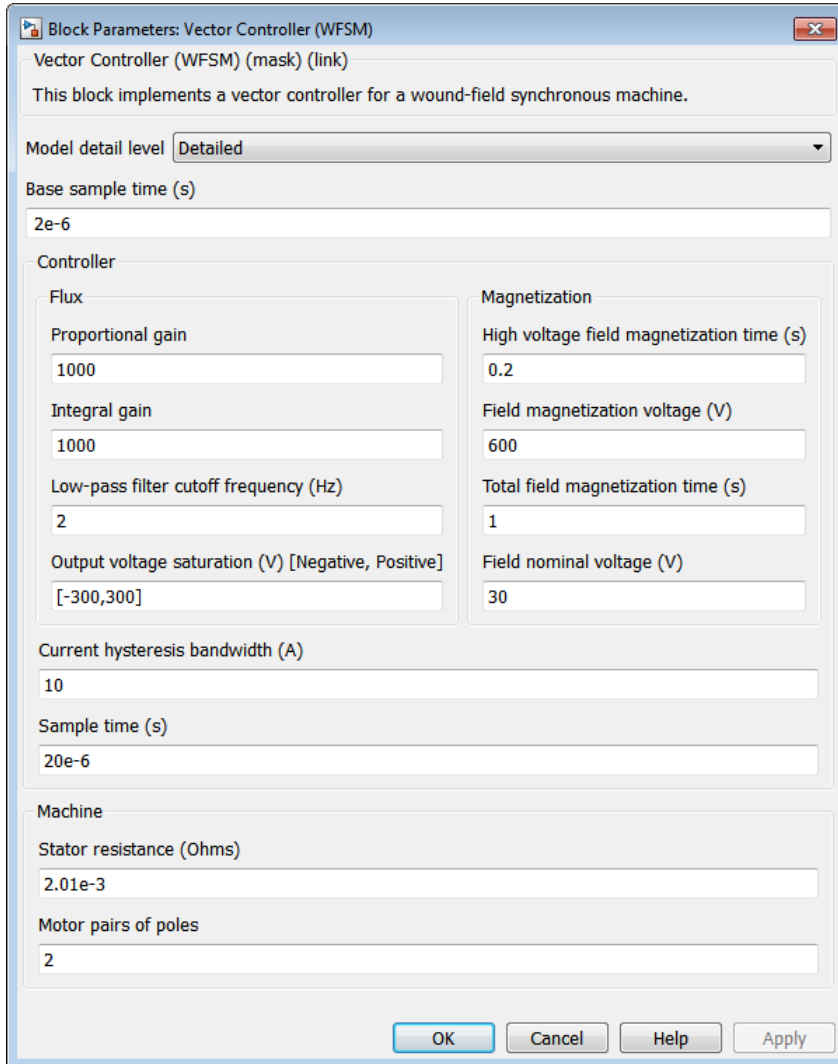 Block Parameters: Vector Controller (WFSM)
Vector Controller (WFSM) (mask) (link)
This block implements a vector controller for a wound-field synchronous machine.
Model detail level Detailed
Base sample time (s)
2e-6
Controller
Flux
Proportional gain
1000
Integral gain
1000
Low-pass filter cutoff frequency (Hz)
2
Output voltage saturation (V) [Negative, Positive]
[-300,300]
Magnetization
High voltage field magnetization time (s)
0.2
Field magnetization voltage (V)
600
Total field magnetization time (s)
1
Field nominal voltage (V)
30
Current hysteresis bandwidth (A)
10
Sample time (s)
20e-6
Machine
Stator resistance (Ohms)
2.01e-3
Motor pairs of poles
2
OK Cancel Help Apply